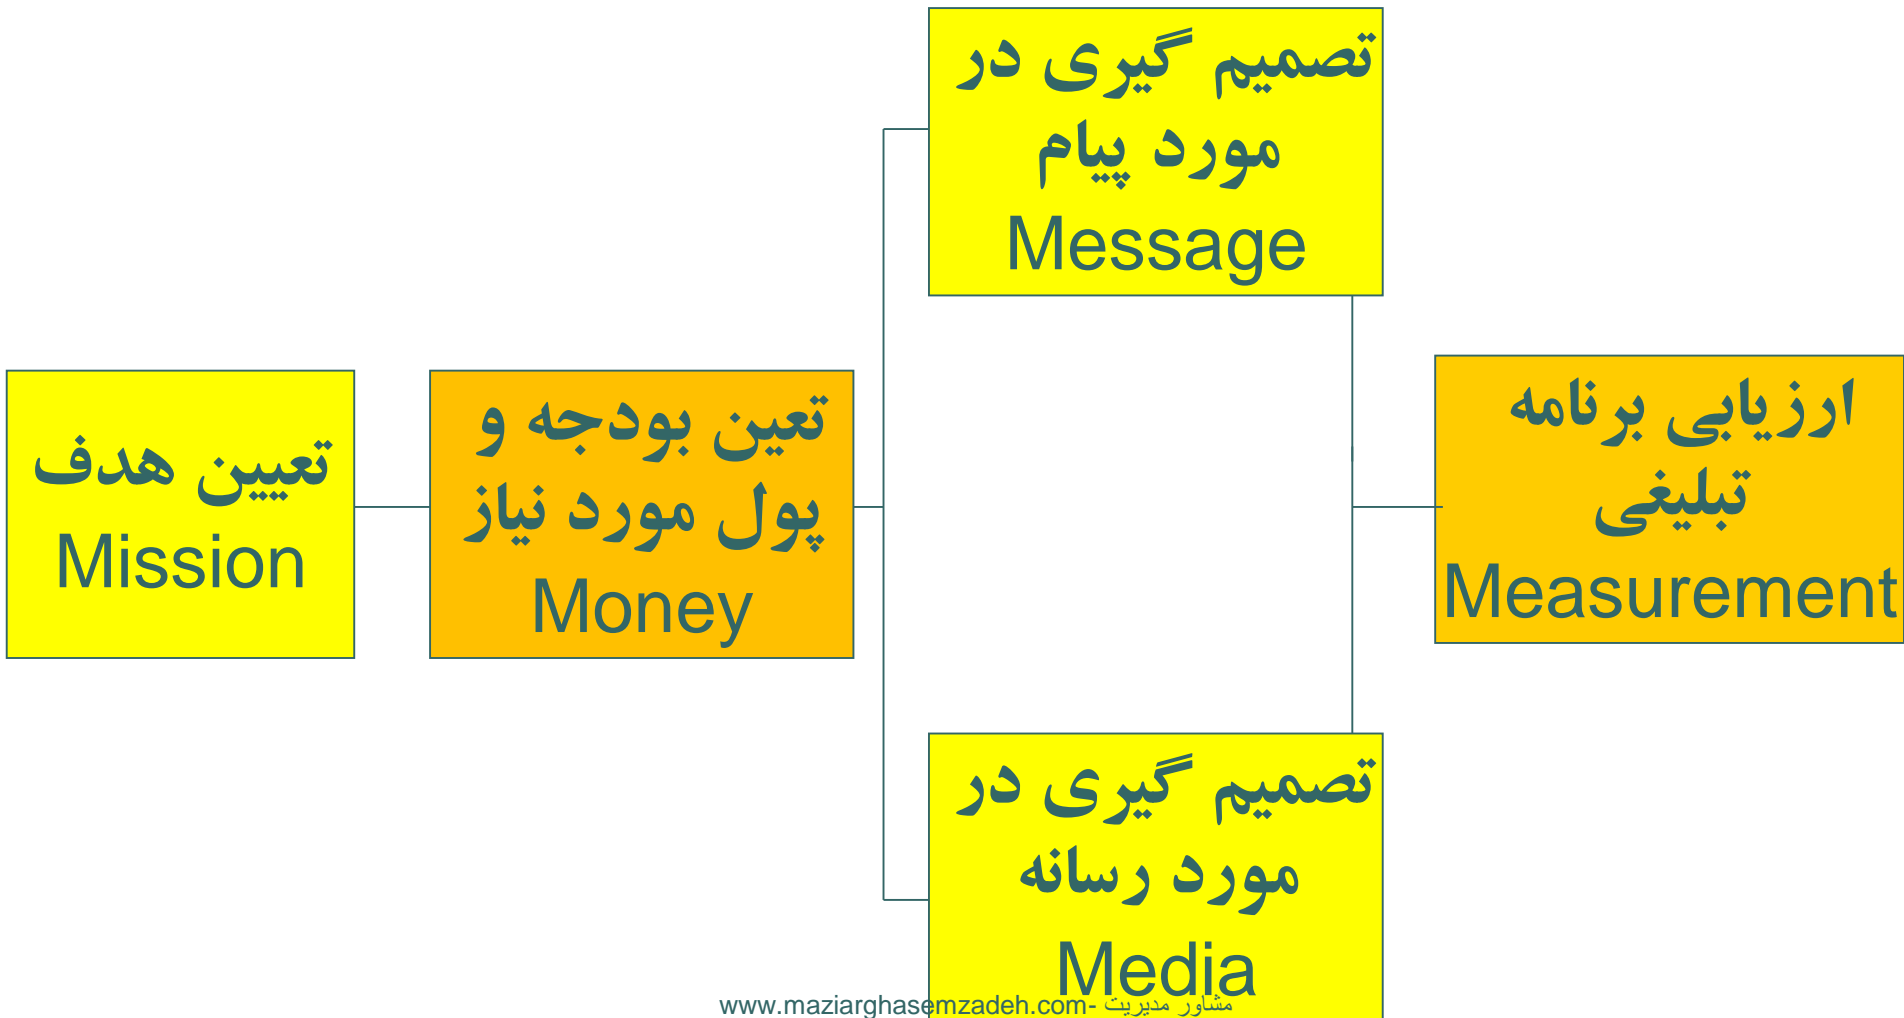 تصمیم گیری در
مورد پیام
Message
تعیین هدف
Mission
تعین بودجه و
پول مورد نیاز
Money
ارزیابی برنامه
تبلیغی
Measurement
تصمیم گیری در
مورد رسانه
Media
www.maziarghasemzadeh.com- مشاور مدیریت